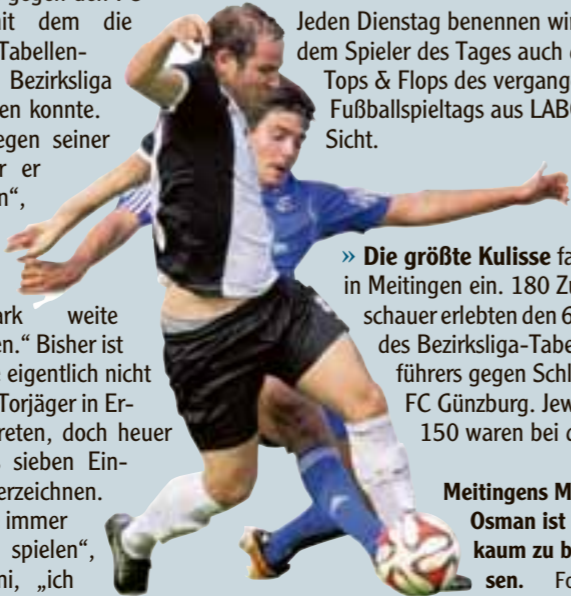 gegen den FC
mit dem die
Tabellen-
Bezirksliga
en konnte.
egen seiner
r er
n“,
ark weite
en.“ Bisher ist
e eigentlich nicht
Torjäger in Er-
reten, doch heuer
s sieben Ein-
erzeichnen.
immer
spielen“,
ni, „ich
Jeden Dienstag benennen wir
dem Spieler des Tages auch d
Tops & Flops des vergang
Fußballspieltags aus LABO
Sicht.
» Die größte Kulisse fa
in Meitingen ein. 180 Zu
schauer erlebten den 6
des Bezirksliga-Tabe
führers gegen Schl
FC Günzburg. Jew
150 waren bei d
Meitingens M
Osman ist
kaum zu b
sen. Fo